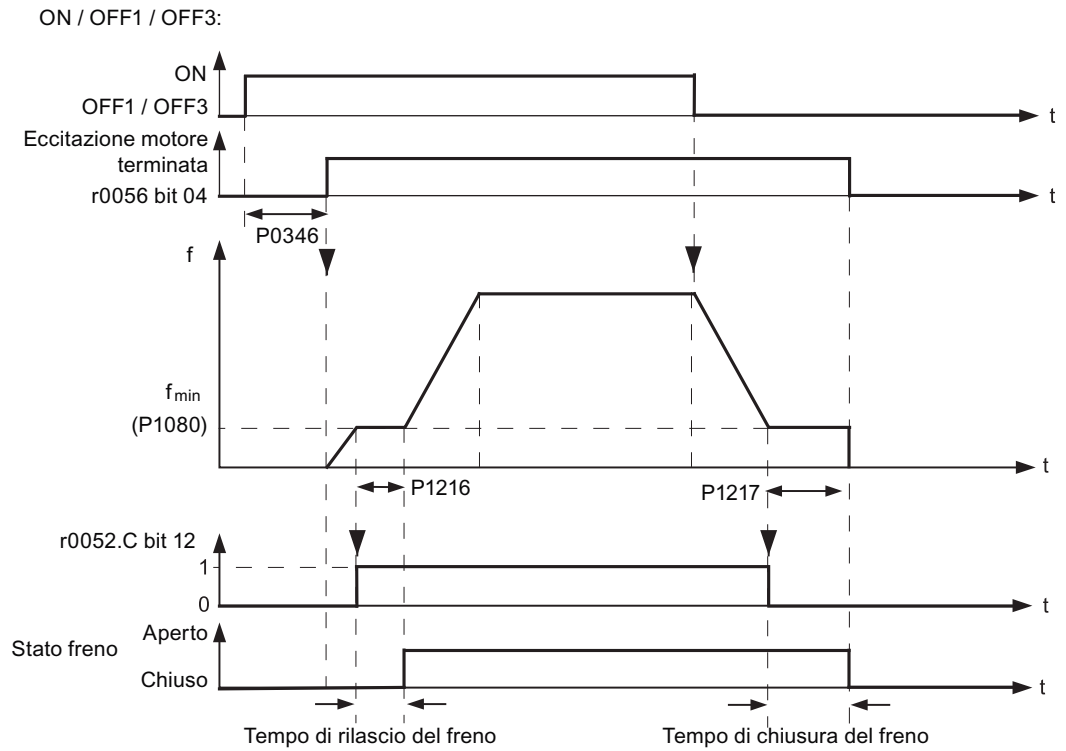 ON / OFF1 / OFF3:
ON
OFF1 / OFF3
t
Eccitazione motore
terminata
r0056 bit 04
t
P0346
f
fmin
(P1080)
t
P1216
P1217
r0052.C bit 12
1
0
t
Aperto
Stato freno
Chiuso
t
Tempo di rilascio del freno
Tempo di chiusura del freno